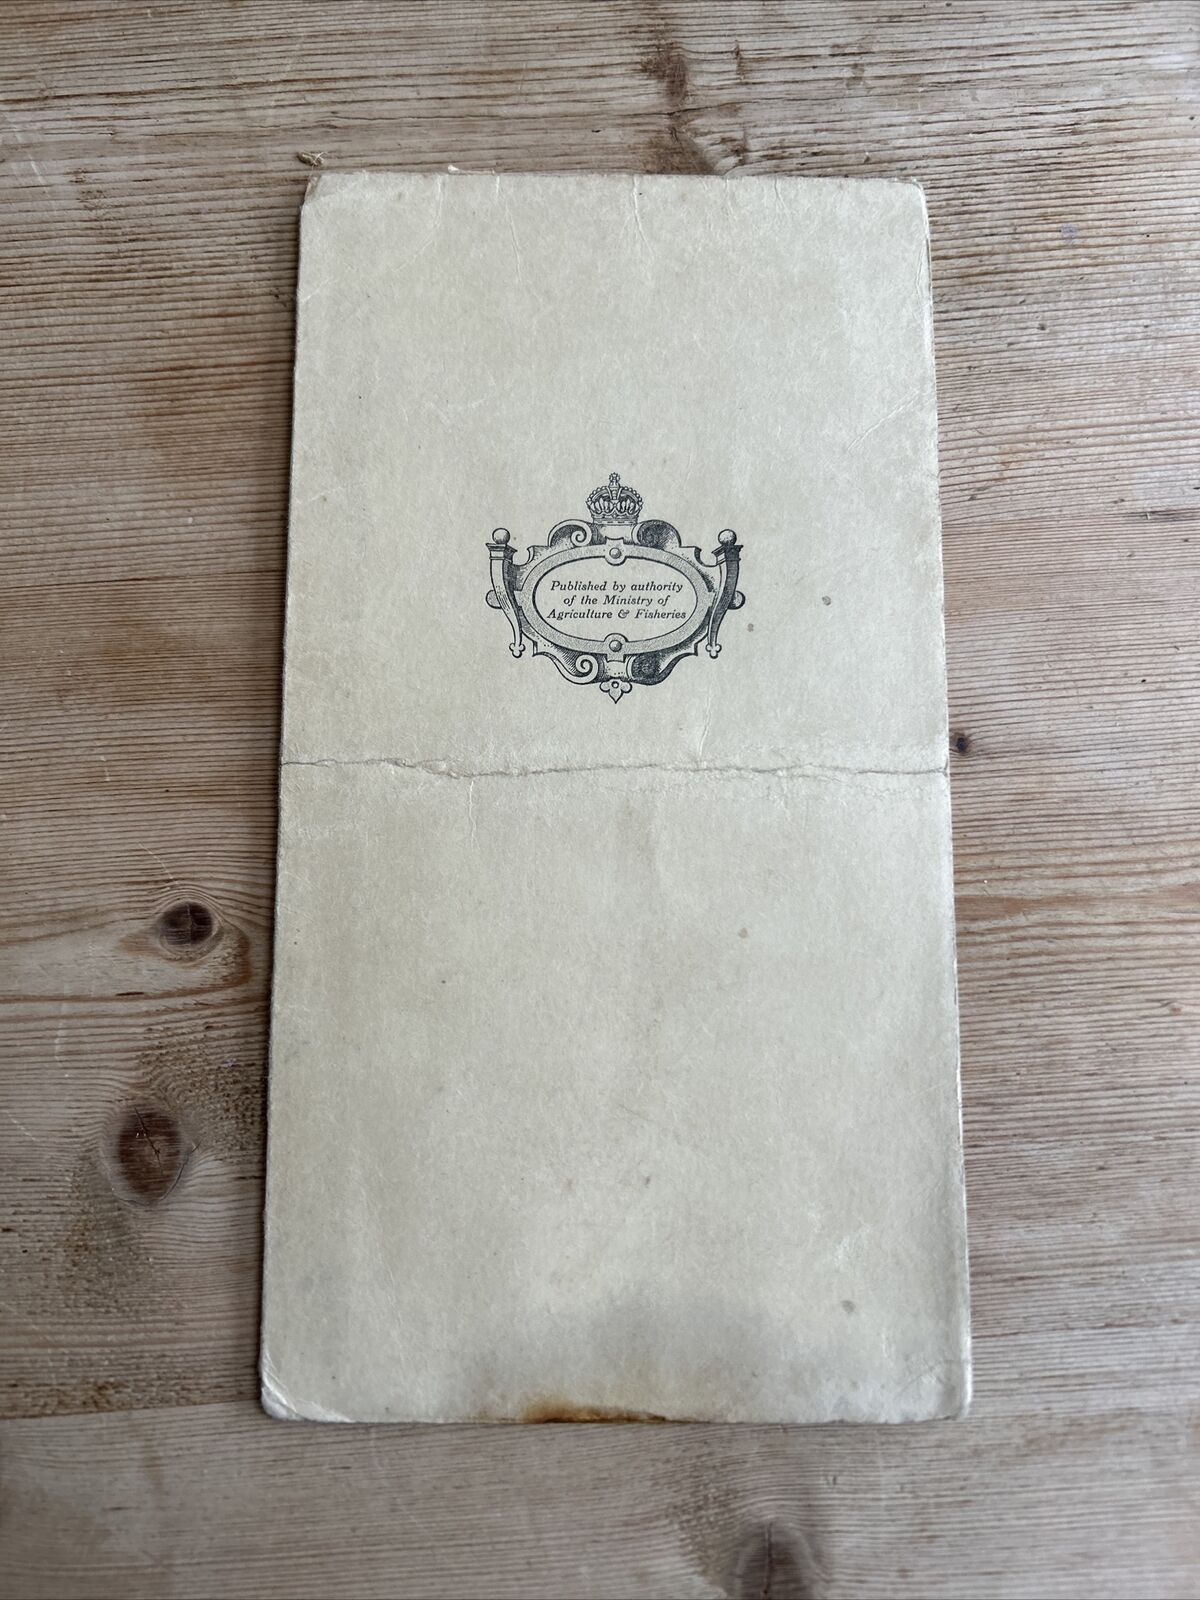 Published by authority
of the Ministry of
Agriculture & Fisheries